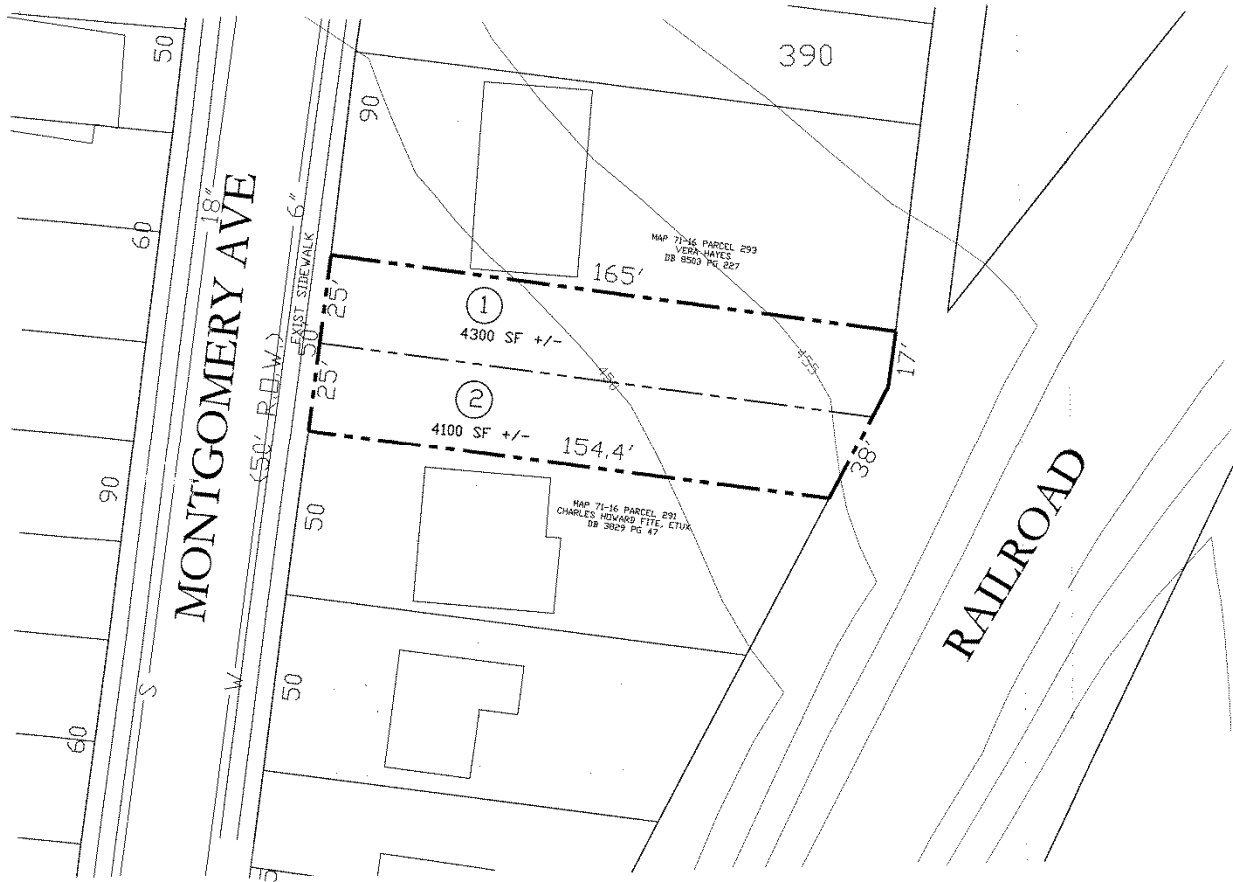 50
390
90
MAP 71-16 PARCEL 293
VERA HAYES
DB 8503 PG 227
18"
6"
60
MONTGOMERY AVE
EXIST SIDEWALK
165'
25'
1
4300 SF +/-
17'
50
(50' R.O.W.)
455
450
25'
2
4100 SF +/-
154.4'
38'
90
50
MAP 71-16 PARCEL 291
CHARLES HOWARD FITE, ETUX
DB 3829 PG 47
RAILROAD
S
W
50
60